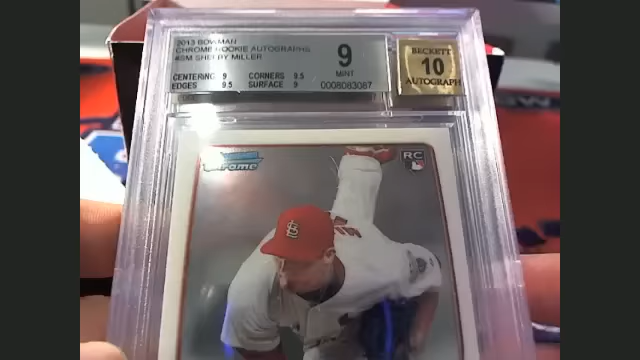 2013 BOWMAN
CHROME ROOKIE AUTOGRAPHS
#SM SHELBY MILLER
CENTERING 9 CORNERS 9.5
EDGES 9.5 SURFACE 9
9
MINT
0008083087
BECKETT
10
AUTOGRAPH
Chrome
RC